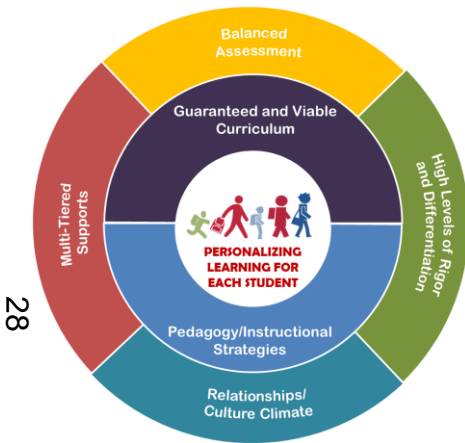 Balanced
Assessment
Guaranteed and Viable
Curriculum
High Levels of Rigor
and Differentiation
Multi-Tiered
Supports
PERSONALIZING
LEARNING FOR
EACH STUDENT
Pedagogy/Instructional
Strategies
Relationships/
Culture Climate
28